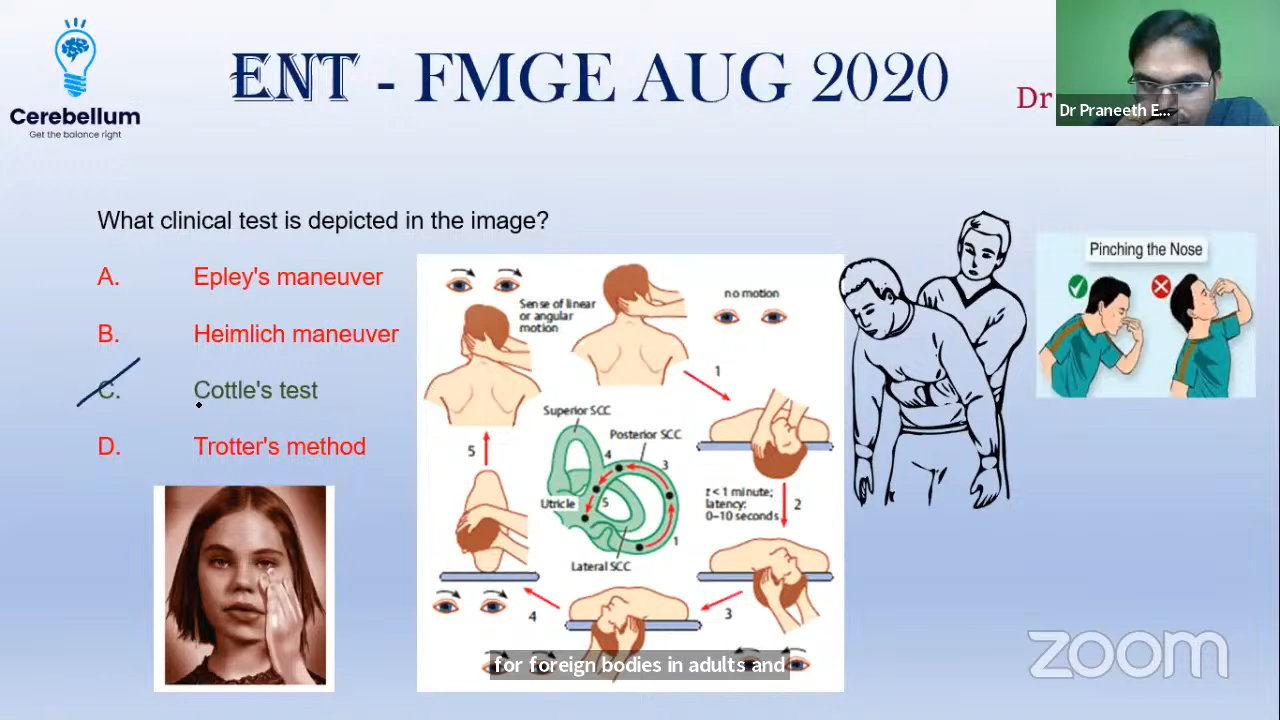 Cerebellum
Get the balance right
ENT - FMGE AUG 2020
Dr
Dr Praneeth E...
What clinical test is depicted in the image?
A. Epley's maneuver
B. Heimlich maneuver
C. Cottle's test
D. Trotter's method
Sense of linear
or angular
motion
no motion
1
Superior SCC
Posterior SCC
4
3
5
Utricle
5
1
Lateral SCC
t < 1 minute;
latency:
0–10 seconds
2
3
4
for foreign bodies in adults and
Pinching the Nose
zoom